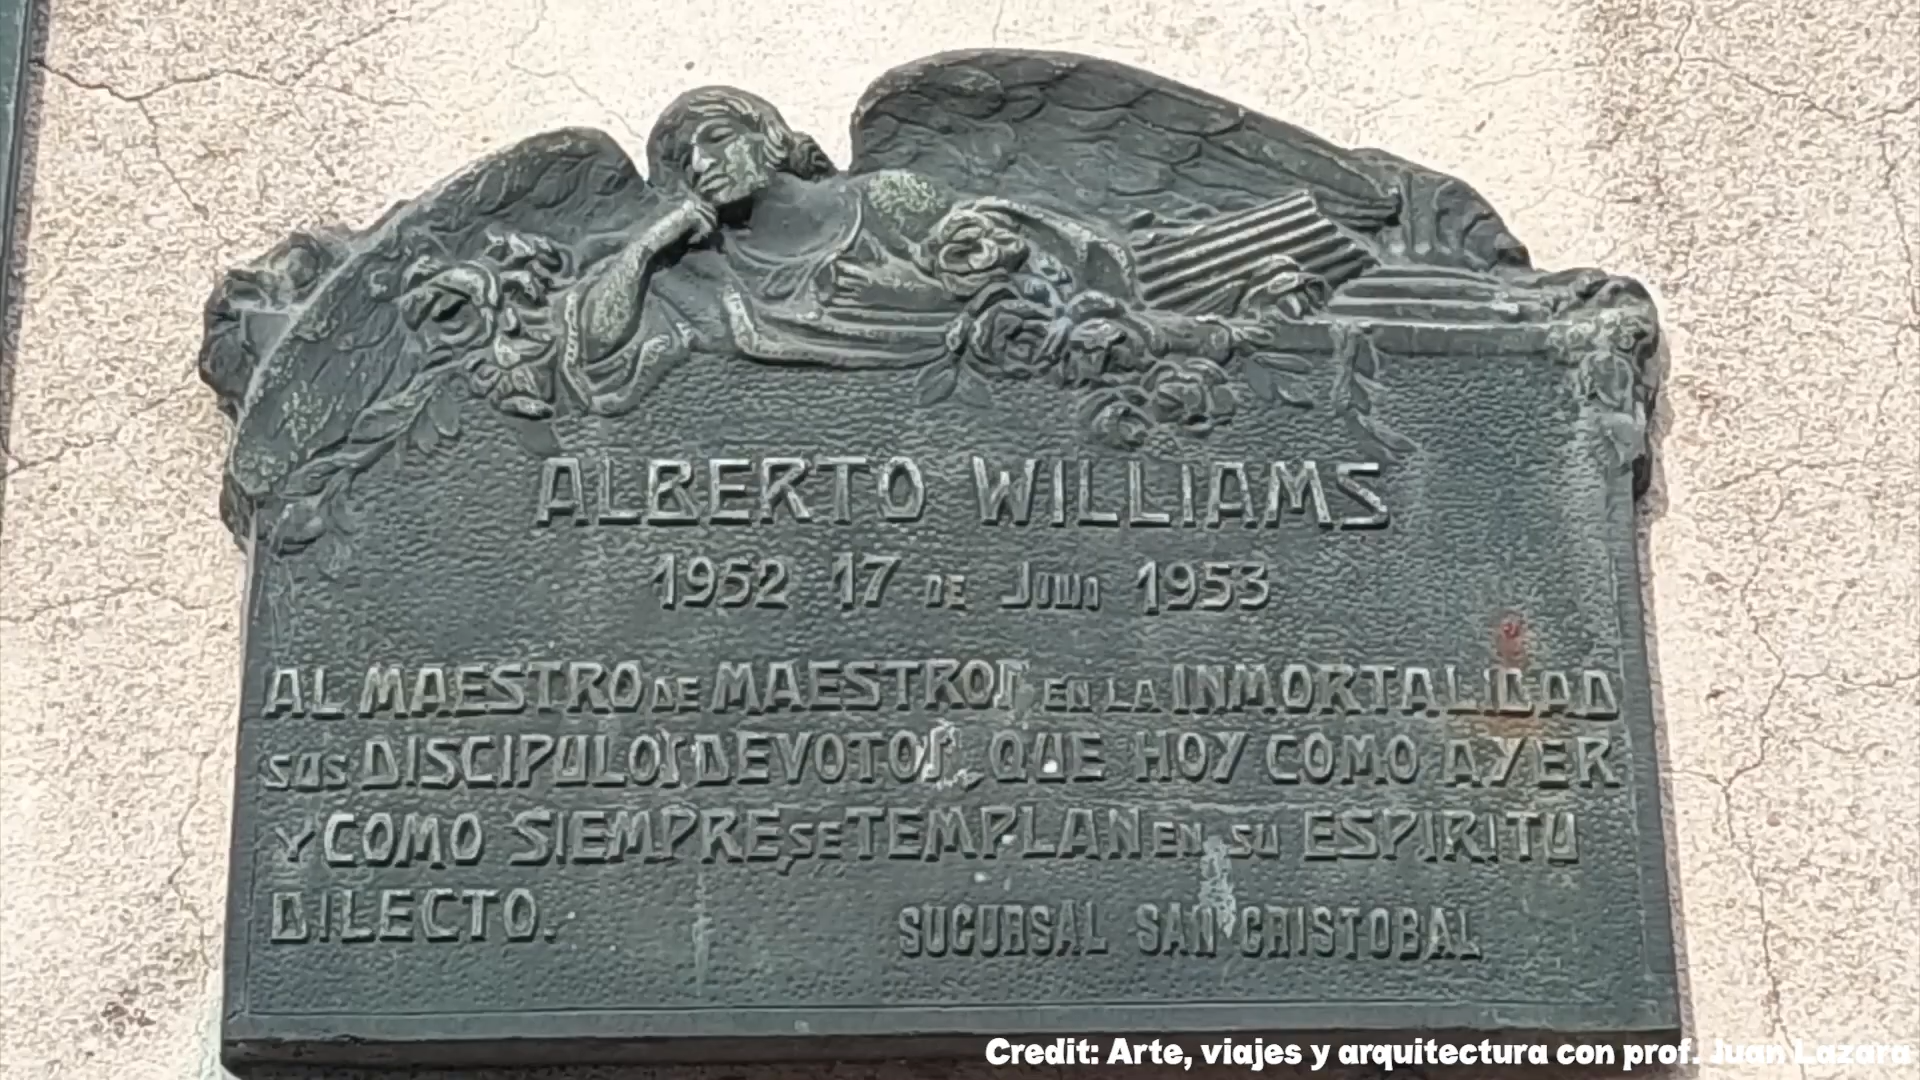 ALBERTO WILLIAMS
1952 17 DE JUNIO 1953
AL MAESTRO DE MAESTROS EN LA INMORTALIDAD
SUS DISCIPULOS DEVOTOS, QUE HOY COMO AYER
Y COMO SIEMPRE, SE TEMPLAN EN SU ESPIRITU
DILECTO.
SUCURSAL SAN CRISTOBAL
Credit: Arte, viajes y arquitectura con prof. Juan Lazara